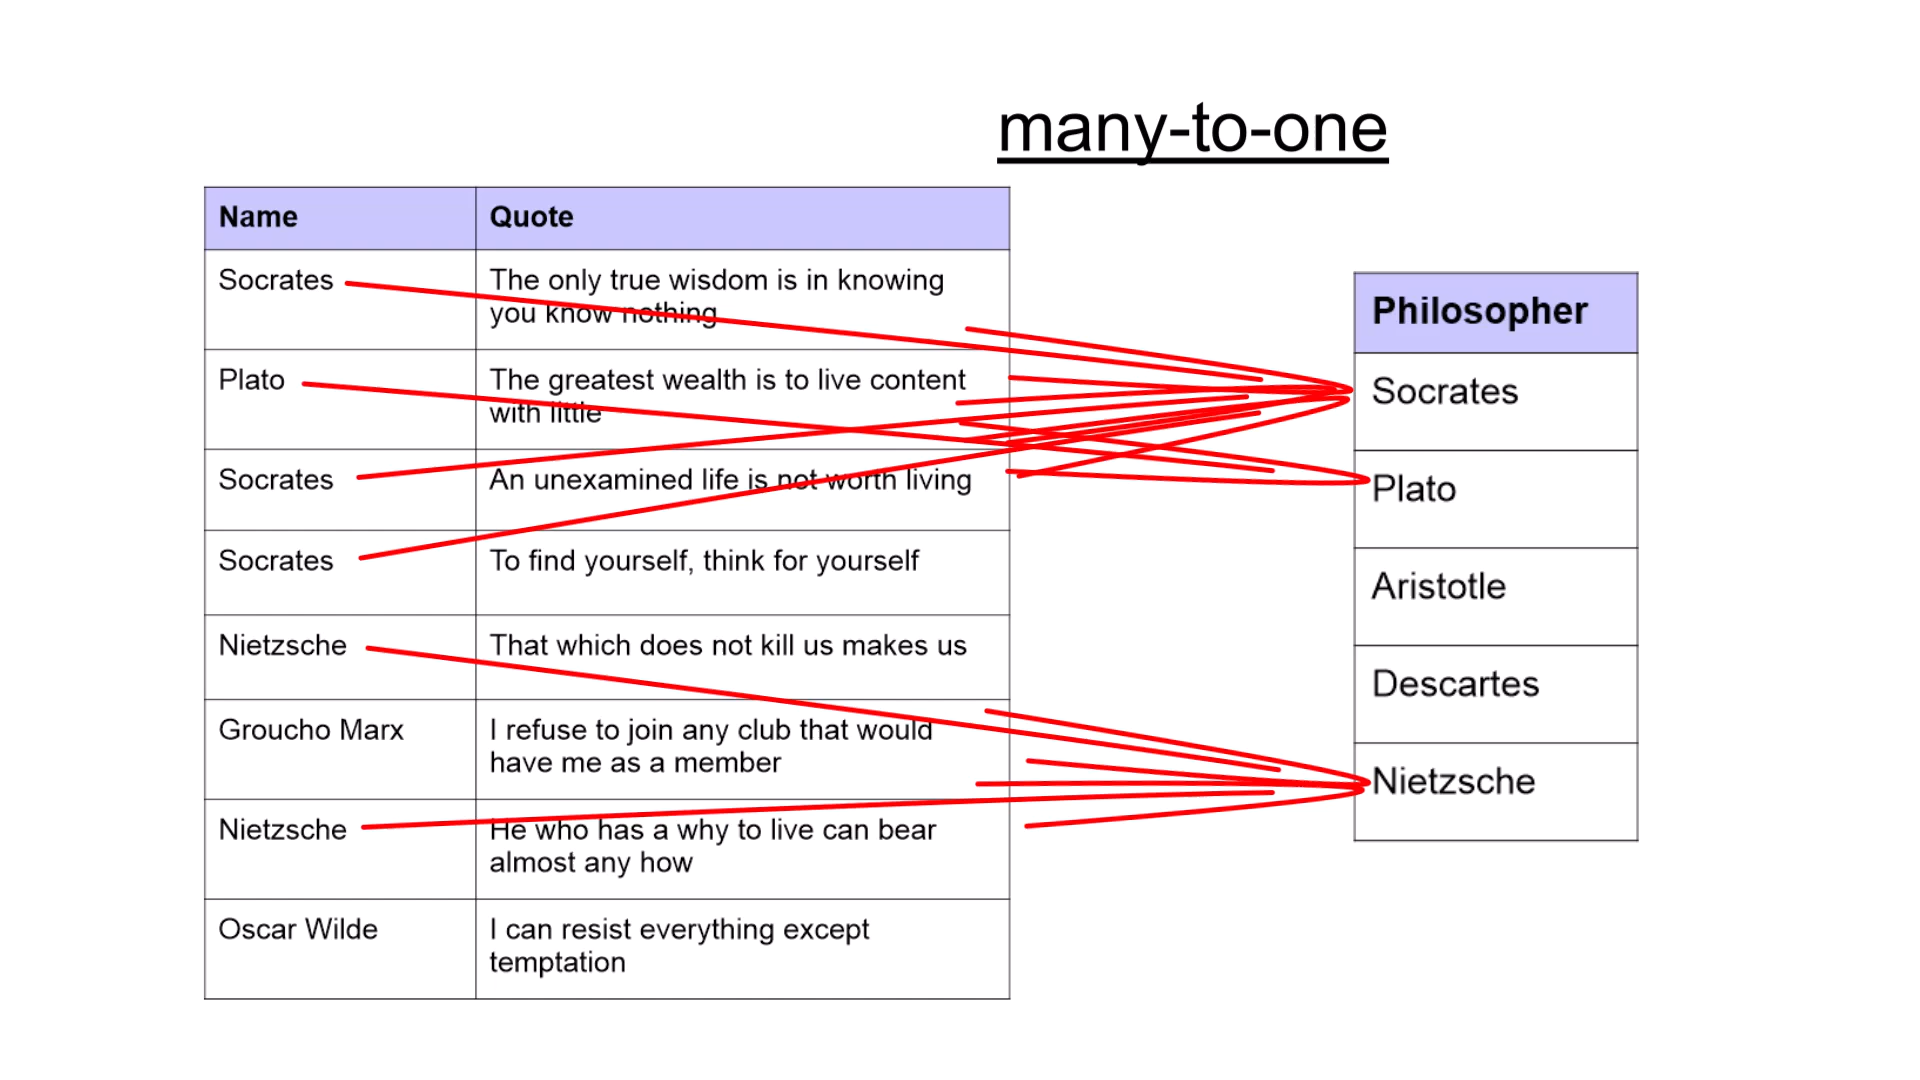 many-to-one
Name Quote
Socrates The only true wisdom is in knowing
you know nothing
Plato The greatest wealth is to live content
with little
Socrates An unexamined life is not worth living
Socrates To find yourself, think for yourself
Nietzsche That which does not kill us makes us
Groucho Marx I refuse to join any club that would
have me as a member
Nietzsche He who has a why to live can bear
almost any how
Oscar Wilde I can resist everything except
temptation
Philosopher
Socrates
Plato
Aristotle
Descartes
Nietzsche